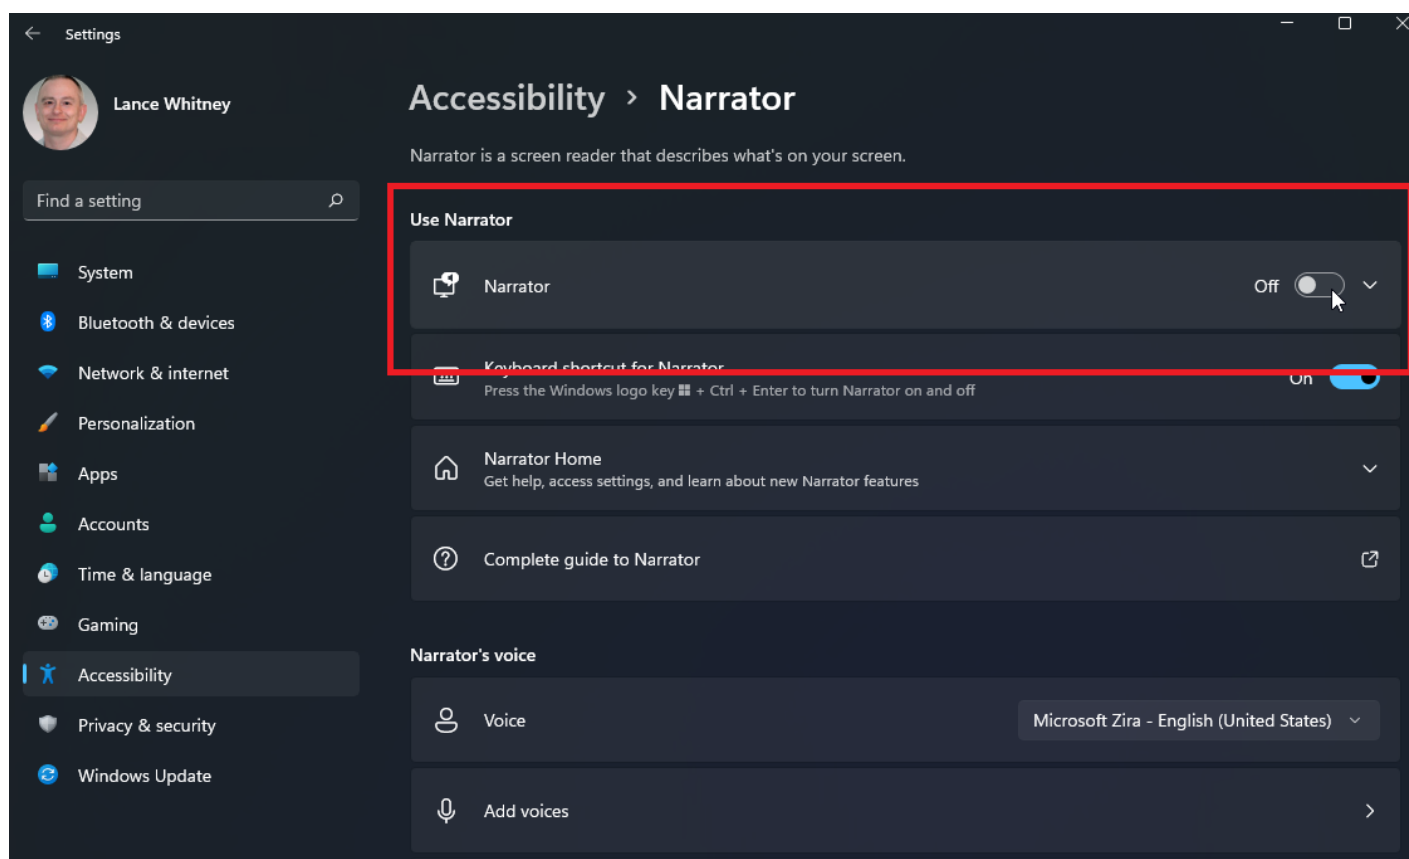 Settings
Lance Whitney
Find a setting
System
Bluetooth & devices
Network & internet
Personalization
Apps
Accounts
Time & language
Gaming
Accessibility
Privacy & security
Windows Update
Accessibility > Narrator
Narrator is a screen reader that describes what's on your screen.
Use Narrator
Narrator
Off
Keyboard shortcut for Narrator
Press the Windows logo key + Ctrl + Enter to turn Narrator on and off
On
Narrator Home
Get help, access settings, and learn about new Narrator features
Complete guide to Narrator
Narrator's voice
Voice
Microsoft Zira - English (United States)
Add voices